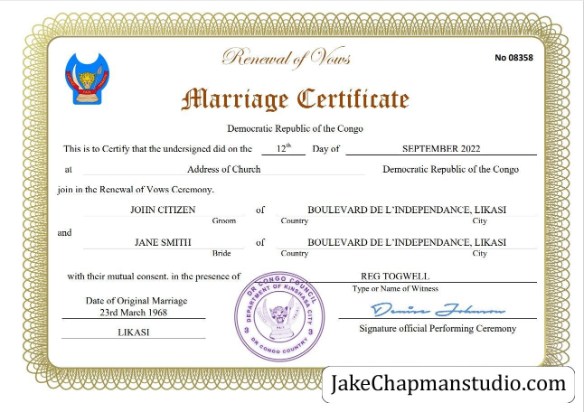 Renewal of Vows
No 08358
Marriage Certificate
Democratic Republic of the Congo
This is to Certify that the undersigned did on the 12th Day of SEPTEMBER 2022
at Address of Church Democratic Republic of the Congo
join in the Renewal of Vows Ceremony.
JOHN CITIZEN of BOULEVARD DE L'INDEPENDANCE, LIKASI
Groom Country City
and
JANE SMITH of BOULEVARD DE L'INDEPENDANCE, LIKASI
Bride Country City
with their mutual consent. in the presence of REG TOGWELL
Type or Name of Witness
Date of Original Marriage
23rd March 1968
LIKASI
DR CONGO COUNCIL
DEPARTMENT OF KINSHASA CITY
DR CONGO COUNTRY
Denise Johnson
Signature official Performing Ceremony
JakeChapmanstudio.com